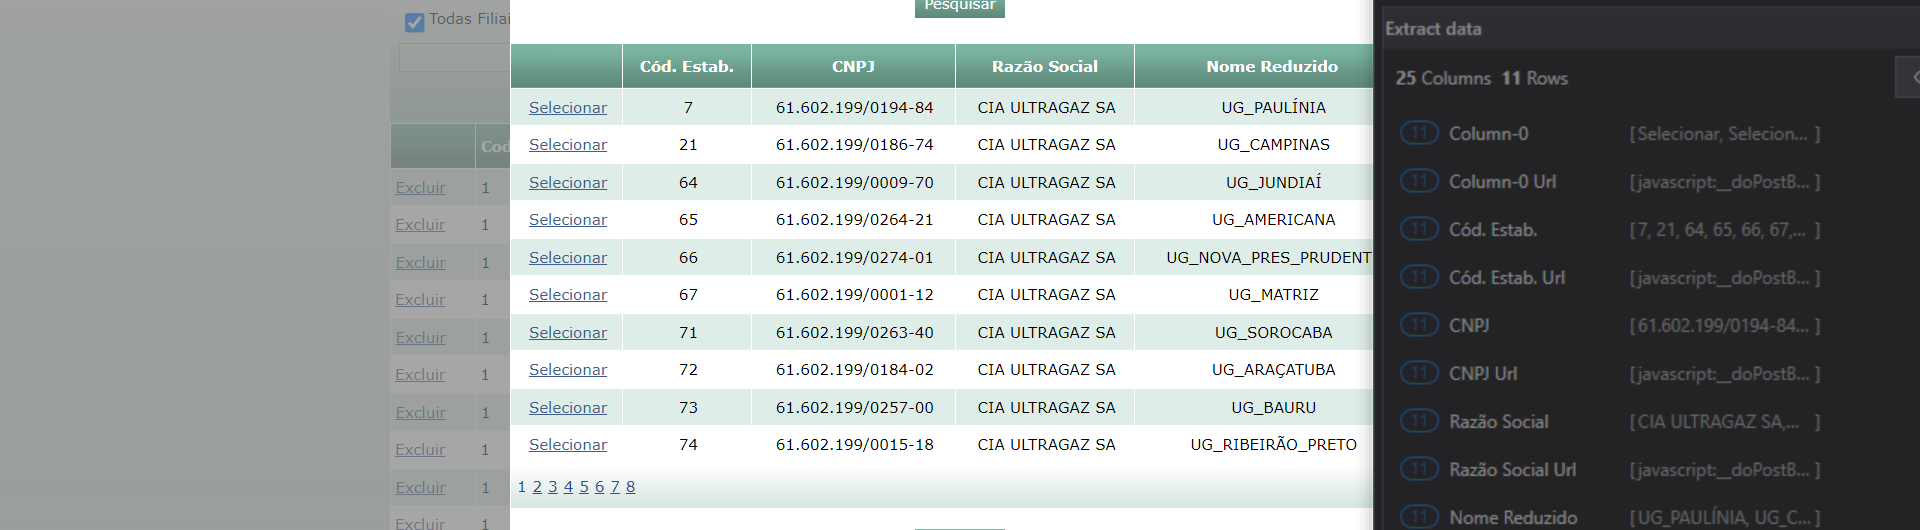 Todas Filiai
Pesquisar
Cód. Estab. CNPJ Razão Social Nome Reduzido
Selecionar 7 61.602.199/0194-84 CIA ULTRAGAZ SA UG_PAULÍNIA
Selecionar 21 61.602.199/0186-74 CIA ULTRAGAZ SA UG_CAMPINAS
Selecionar 64 61.602.199/0009-70 CIA ULTRAGAZ SA UG_JUNDIAÍ
Selecionar 65 61.602.199/0264-21 CIA ULTRAGAZ SA UG_AMERICANA
Selecionar 66 61.602.199/0274-01 CIA ULTRAGAZ SA UG_NOVA_PRES_PRUDENT
Selecionar 67 61.602.199/0001-12 CIA ULTRAGAZ SA UG_MATRIZ
Selecionar 71 61.602.199/0263-40 CIA ULTRAGAZ SA UG_SOROCABA
Selecionar 72 61.602.199/0184-02 CIA ULTRAGAZ SA UG_ARAÇATUBA
Selecionar 73 61.602.199/0257-00 CIA ULTRAGAZ SA UG_BAURU
Selecionar 74 61.602.199/0015-18 CIA ULTRAGAZ SA UG_RIBEIRÃO_PRETO
1 2 3 4 5 6 7 8
Cod
Excluir 1
Excluir 1
Excluir 1
Excluir 1
Excluir 1
Excluir 1
Excluir 1
Excluir 1
Excluir 1
Excluir 1
Extract data
25 Columns 11 Rows
11 Column-0 [Selecionar, Selecion... ]
11 Column-0 Url [javascript:__doPostB... ]
11 Cód. Estab. [7, 21, 64, 65, 66, 67,... ]
11 Cód. Estab. Url [javascript:__doPostB... ]
11 CNPJ [61.602.199/0194-84... ]
11 CNPJ Url [javascript:__doPostB... ]
11 Razão Social [CIA ULTRAGAZ SA,... ]
11 Razão Social Url [javascript:__doPostB... ]
11 Nome Reduzido [UG_PAULÍNIA, UG_C... ]